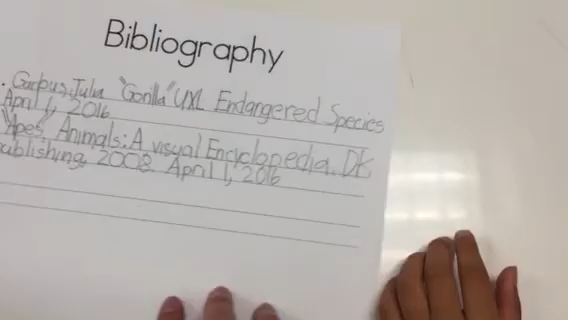 Bibliography
. Garbus, Julia "Gorilla" UXL Endangered Species
April 1, 2016
"Apes" Animals: A visual Encyclopedia. DK
ublishing, 2008. April 1, 2016